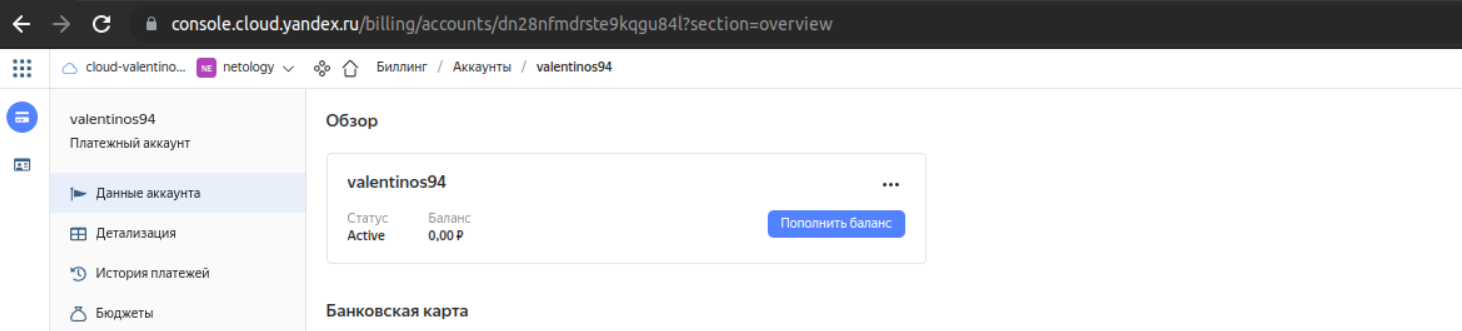 console.cloud.yandex.ru/billing/accounts/dn28nfmdrste9kqgu84l?section=overview
cloud-valentino... NE netology Биллинг / Аккаунты / valentinos94
valentinos94
Платежный аккаунт
Данные аккаунта
Детализация
История платежей
Бюджеты
Обзор
valentinos94
Статус Баланс
Active 0,00 ₽
Пополнить баланс
Банковская карта